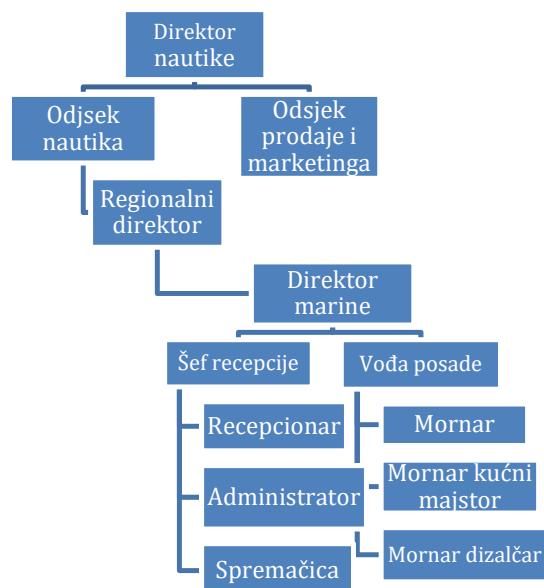 Direktor
nautike
Odjsek
nautika
Odsjek
prodaje i
marketinga
Regionalni
direktor
Direktor
marine
Šef recepcije
Vođa posade
Recepcionar
Mornar
Administrator
Mornar kućni
majstor
Spremačica
Mornar dizalčar